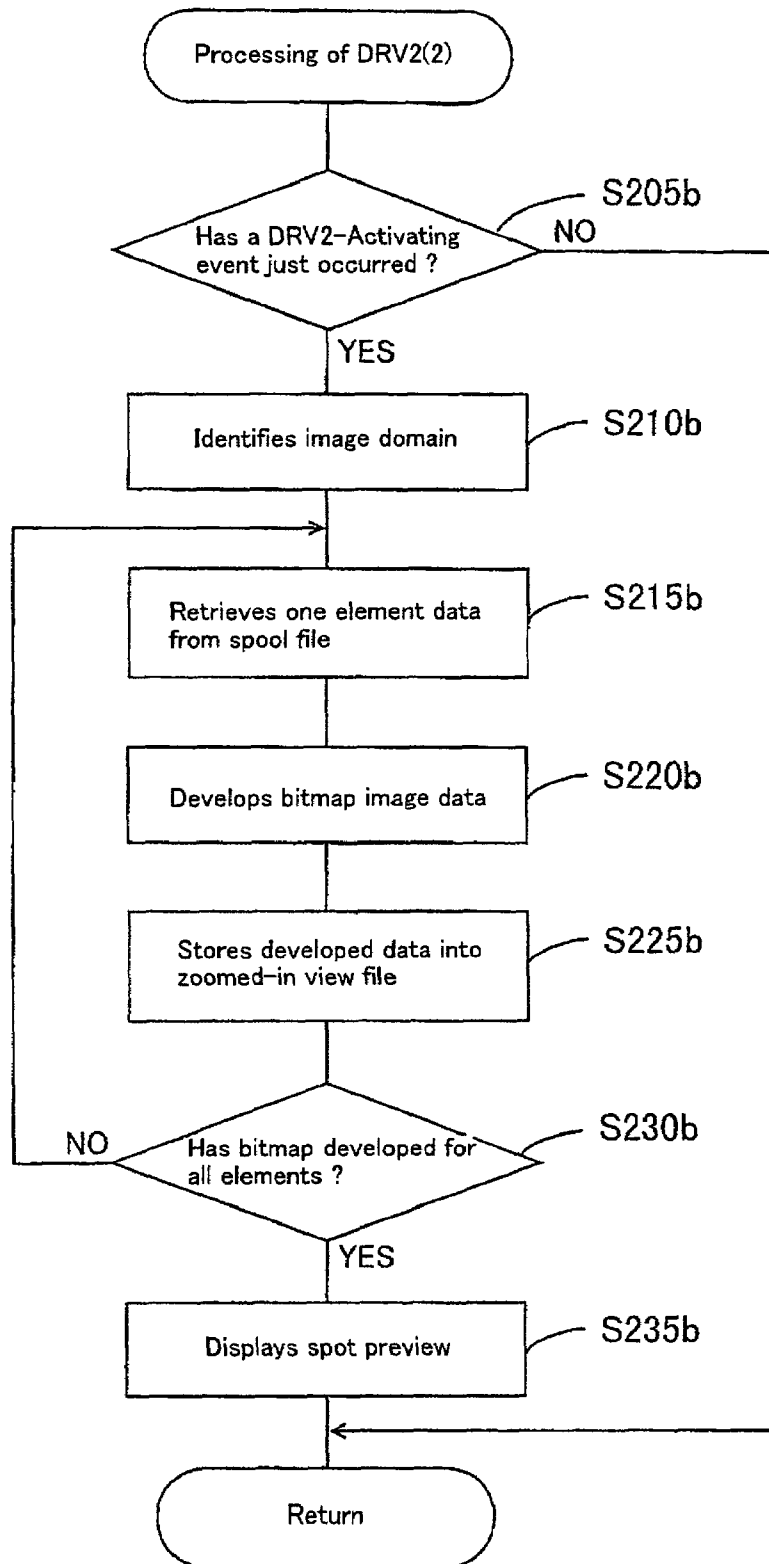 Processing of DRV2(2)
S205b
Has a DRV2-Activating
event just occurred ?
NO
YES
Identifies image domain
S210b
Retrieves one element data
from spool file
S215b
Develops bitmap image data
S220b
Stores developed data into
zoomed-in view file
S225b
NO
Has bitmap developed for
all elements ?
S230b
YES
Displays spot preview
S235b
Return